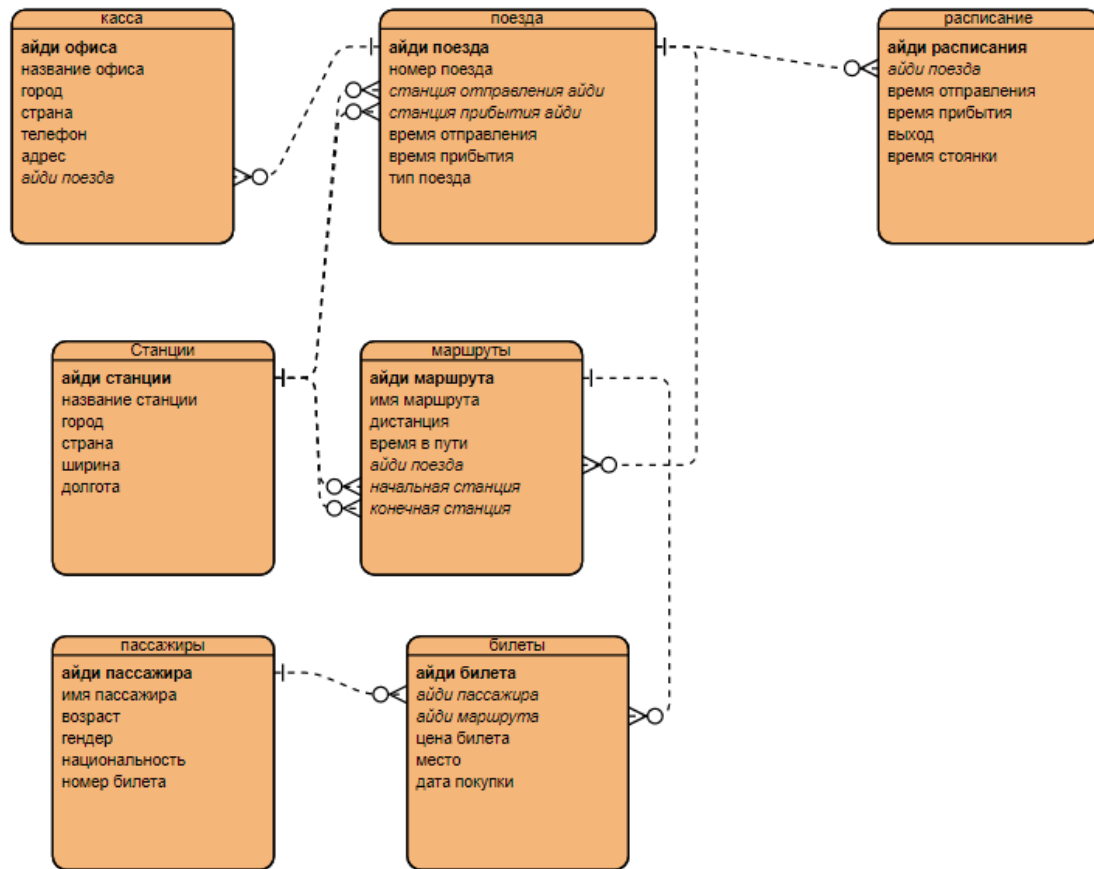 касса
айди офиса
название офиса
город
страна
телефон
адрес
айди поезда
поезда
айди поезда
номер поезда
станция отправления айди
станция прибытия айди
время отправления
время прибытия
тип поезда
расписание
айди расписания
айди поезда
время отправления
время прибытия
выход
время стоянки
Станции
айди станции
название станции
город
страна
ширина
долгота
маршруты
айди маршрута
имя маршрута
дистанция
время в пути
айди поезда
начальная станция
конечная станция
пассажиры
айди пассажира
имя пассажира
возраст
гендер
национальность
номер билета
билеты
айди билета
айди пассажира
айди маршрута
цена билета
место
дата покупки